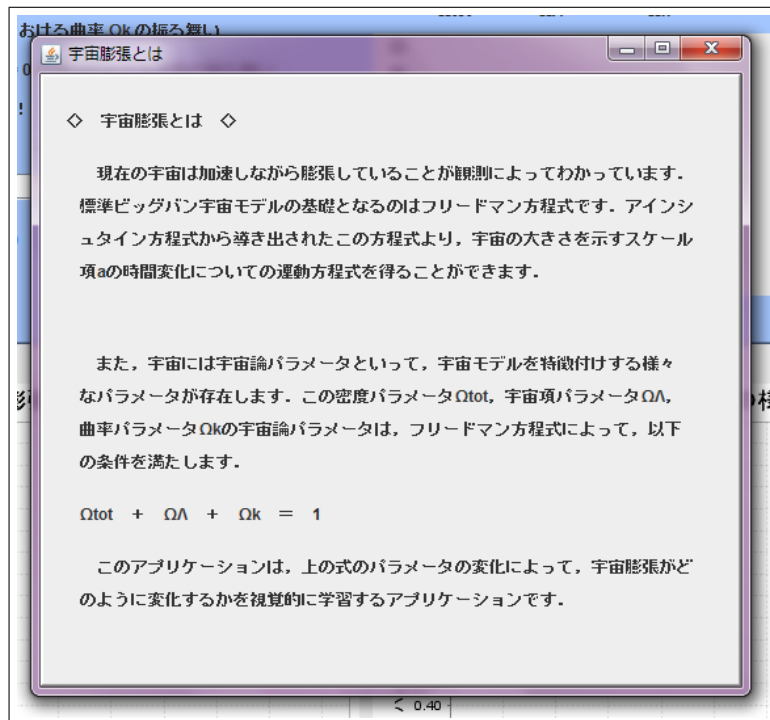 おける曲率 Ωk の振る舞い
宇宙膨張とは
◇ 宇宙膨張とは ◇
現在の宇宙は加速しながら膨張していることが観測によってわかっています．
標準ビッグバン宇宙モデルの基礎となるのはフリードマン方程式です．アインシ
ュタイン方程式から導き出されたこの方程式より，宇宙の大きさを示すスケール
項aの時間変化についての運動方程式を得ることができます．
また，宇宙には宇宙論パラメータといって，宇宙モデルを特徴付けする様々
なパラメータが存在します．この密度パラメータΩtot，宇宙項パラメータΩΛ，
曲率パラメータΩkの宇宙論パラメータは，フリードマン方程式によって，以下
の条件を満たします．
Ωtot ＋ ΩΛ ＋ Ωk ＝ 1
このアプリケーションは，上の式のパラメータの変化によって，宇宙膨張がど
のように変化するかを視覚的に学習するアプリケーションです．
0.40